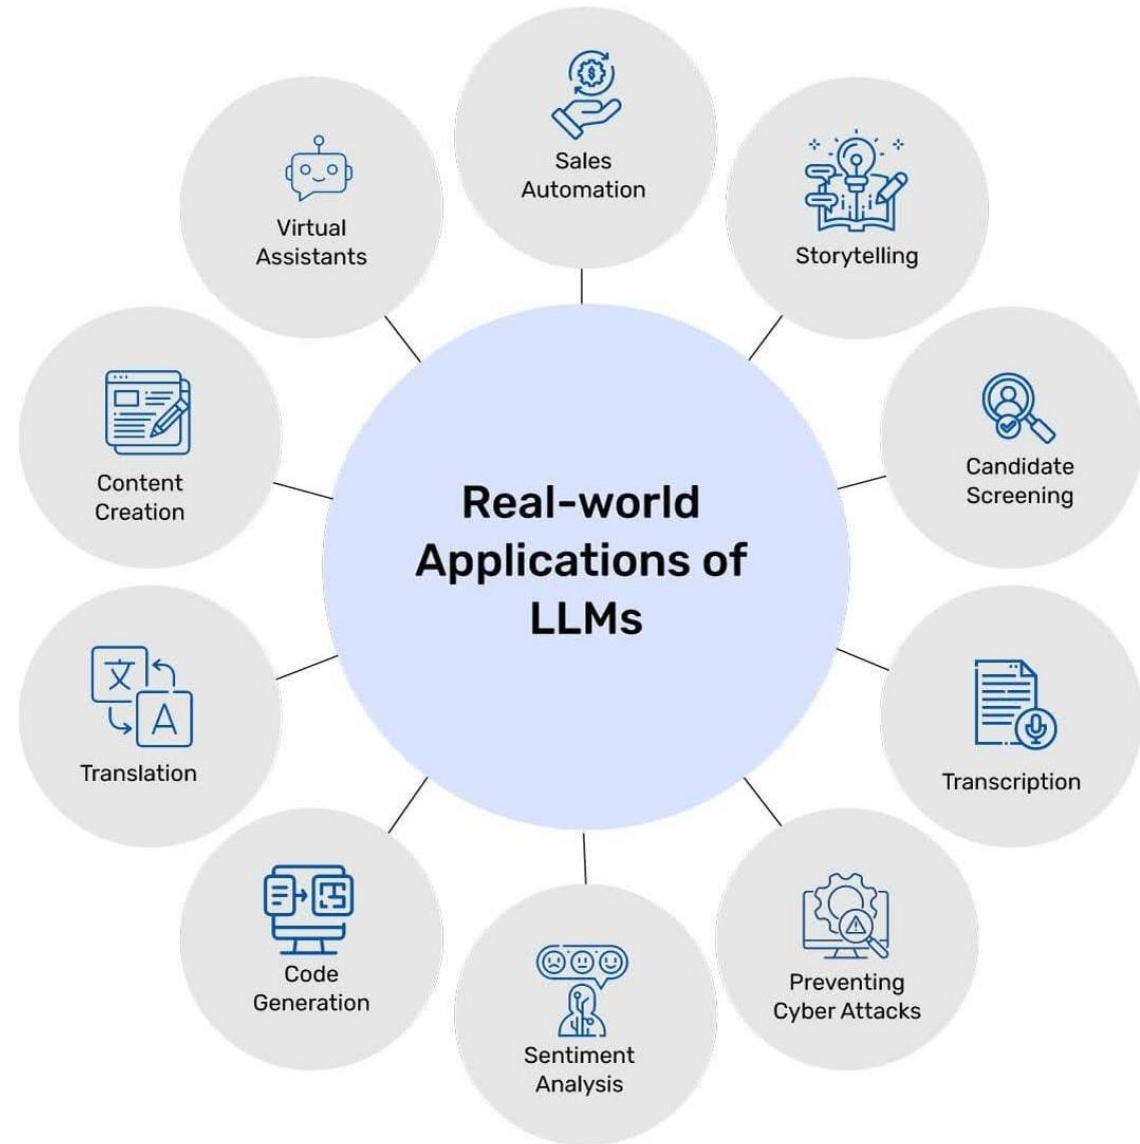 Sales
Automation
Storytelling
Candidate
Screening
Transcription
Preventing
Cyber Attacks
Sentiment
Analysis
Code
Generation
文
A
Translation
Content
Creation
Virtual
Assistants
Real-world
Applications of
LLMs